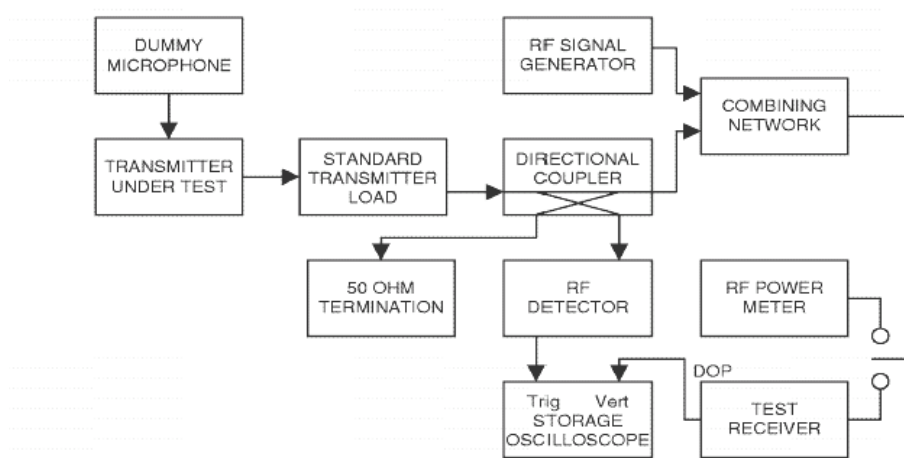 DUMMY
MICROPHONE
RF SIGNAL
GENERATOR
COMBINING
NETWORK
TRANSMITTER
UNDER TEST
STANDARD
TRANSMITTER
LOAD
DIRECTIONAL
COUPLER
50 OHM
TERMINATION
RF
DETECTOR
RF POWER
METER
DOP
Trig Vert
STORAGE
OSCILLOSCOPE
TEST
RECEIVER